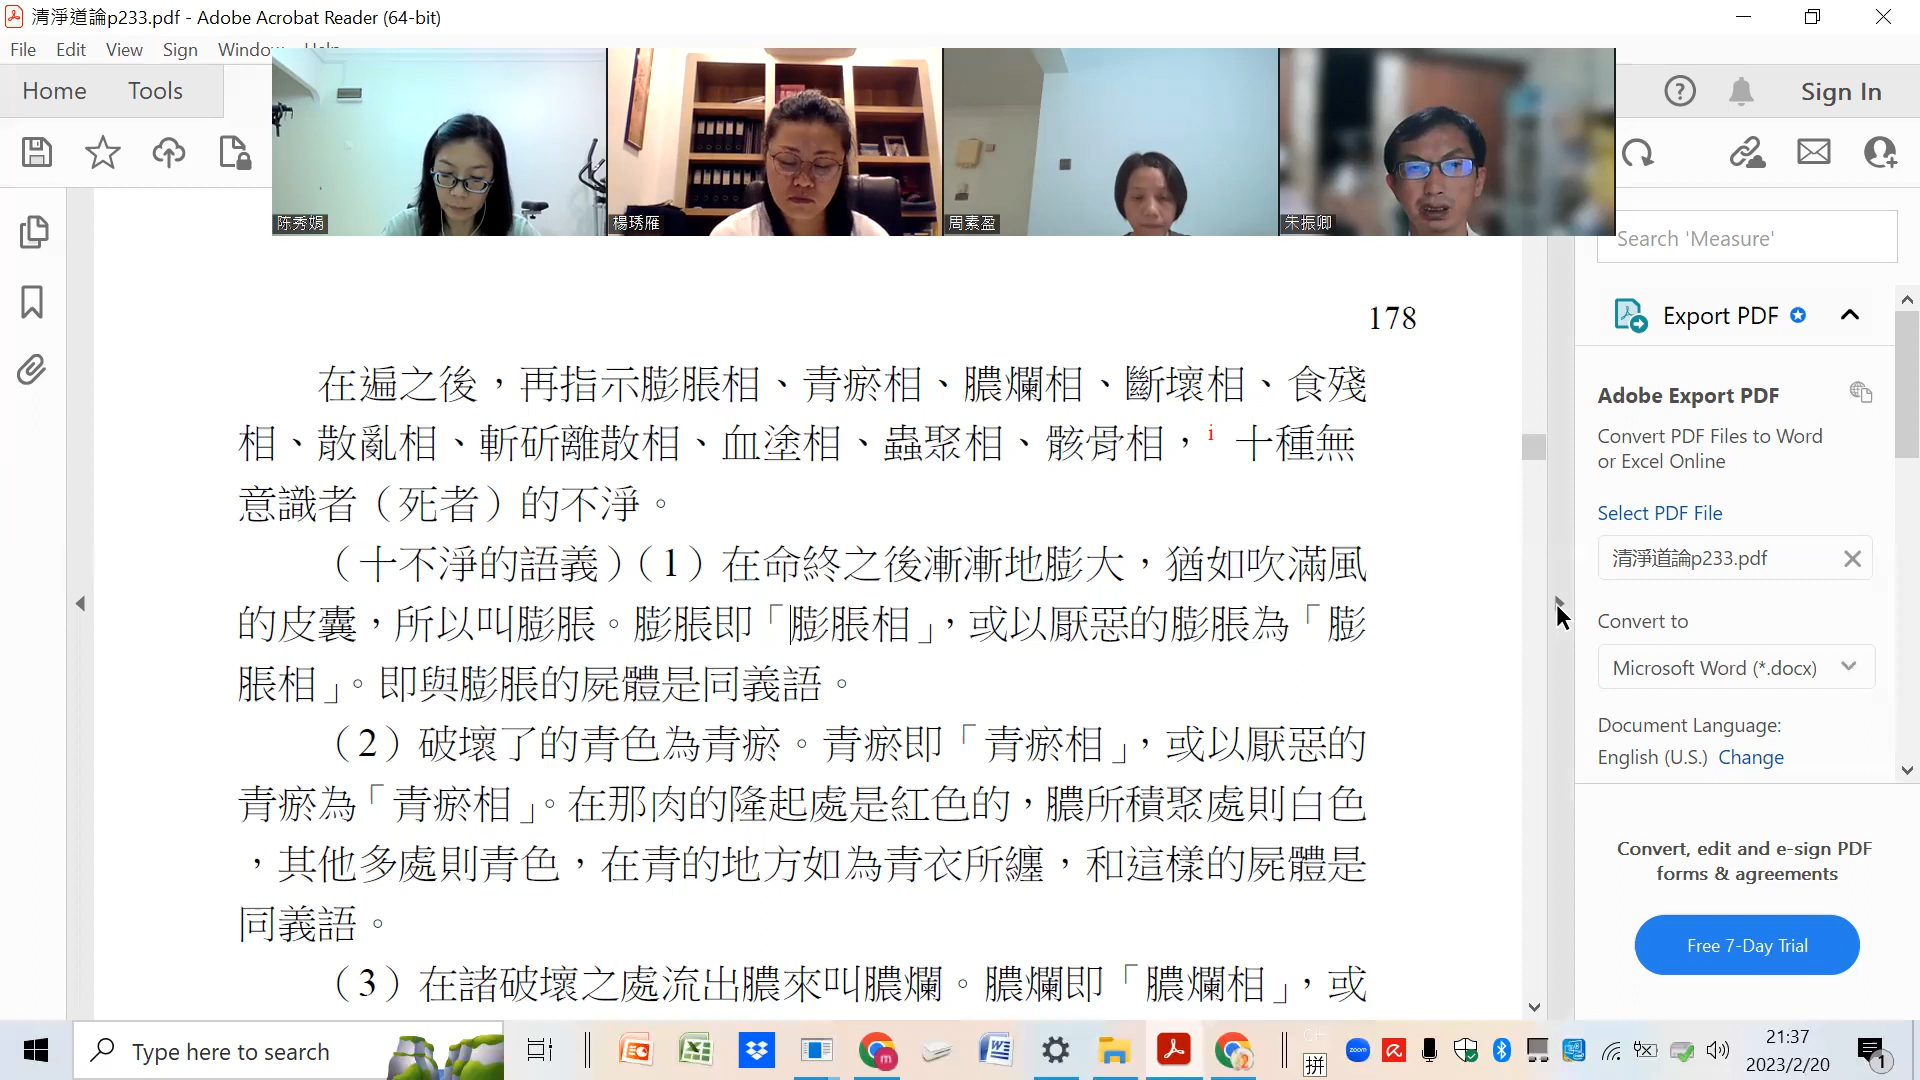 清淨道論p233.pdf - Adobe Acrobat Reader (64-bit)
File Edit View Sign Window Help
Home Tools
Sign In
陈秀娟
楊琇雁
周素盈
朱振卿
Search 'Measure'
178
在遍之後，再指示膨脹相、青瘀相、膿爛相、斷壞相、食殘
相、散亂相、斬斫離散相、血塗相、蟲聚相、骸骨相，i 十種無
意識者（死者）的不淨。
（十不淨的語義）（1）在命終之後漸漸地膨大，猶如吹滿風
的皮囊，所以叫膨脹。膨脹即「膨脹相」，或以厭惡的膨脹為「膨
脹相」。即與膨脹的屍體是同義語。
（2）破壞了的青色為青瘀。青瘀即「青瘀相」，或以厭惡的
青瘀為「青瘀相」。在那肉的隆起處是紅色的，膿所積聚處則白色
，其他多處則青色，在青的地方如為青衣所纏，和這樣的屍體是
同義語。
（3）在諸破壞之處流出膿來叫膿爛。膿爛即「膿爛相」，或
Export PDF
Adobe Export PDF
Convert PDF Files to Word
or Excel Online
Select PDF File
清淨道論p233.pdf
Convert to
Microsoft Word (*.docx)
Document Language:
English (U.S.) Change
Convert, edit and e-sign PDF
forms & agreements
Free 7-Day Trial
Type here to search
拼
zoom
21:37
2023/2/20
1